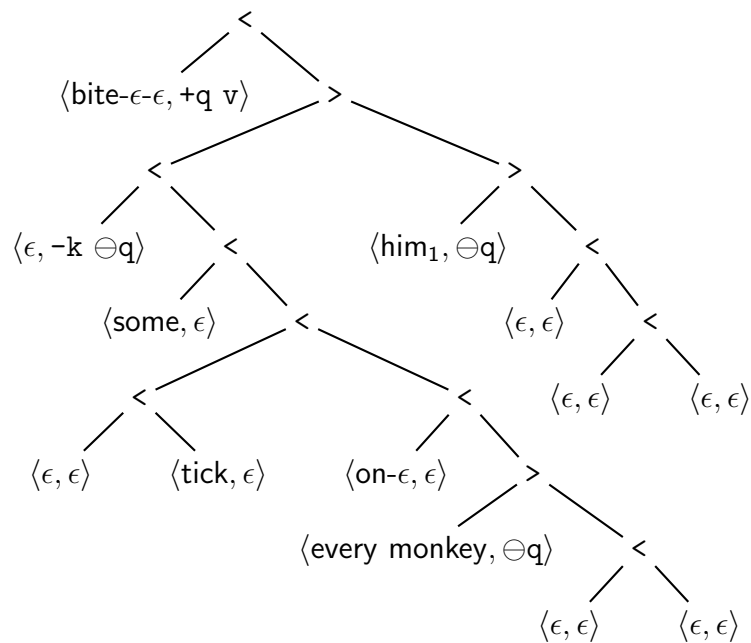 <
⟨bite-ϵ-ϵ, +q v⟩ >
< >
⟨ϵ, -k ⊖q⟩ < ⟨him₁, ⊖q⟩ <
⟨some, ϵ⟩ < ⟨ϵ, ϵ⟩ <
< < ⟨ϵ, ϵ⟩ ⟨ϵ, ϵ⟩
⟨ϵ, ϵ⟩ ⟨tick, ϵ⟩ ⟨on-ϵ, ϵ⟩ >
⟨every monkey, ⊖q⟩ <
⟨ϵ, ϵ⟩ ⟨ϵ, ϵ⟩